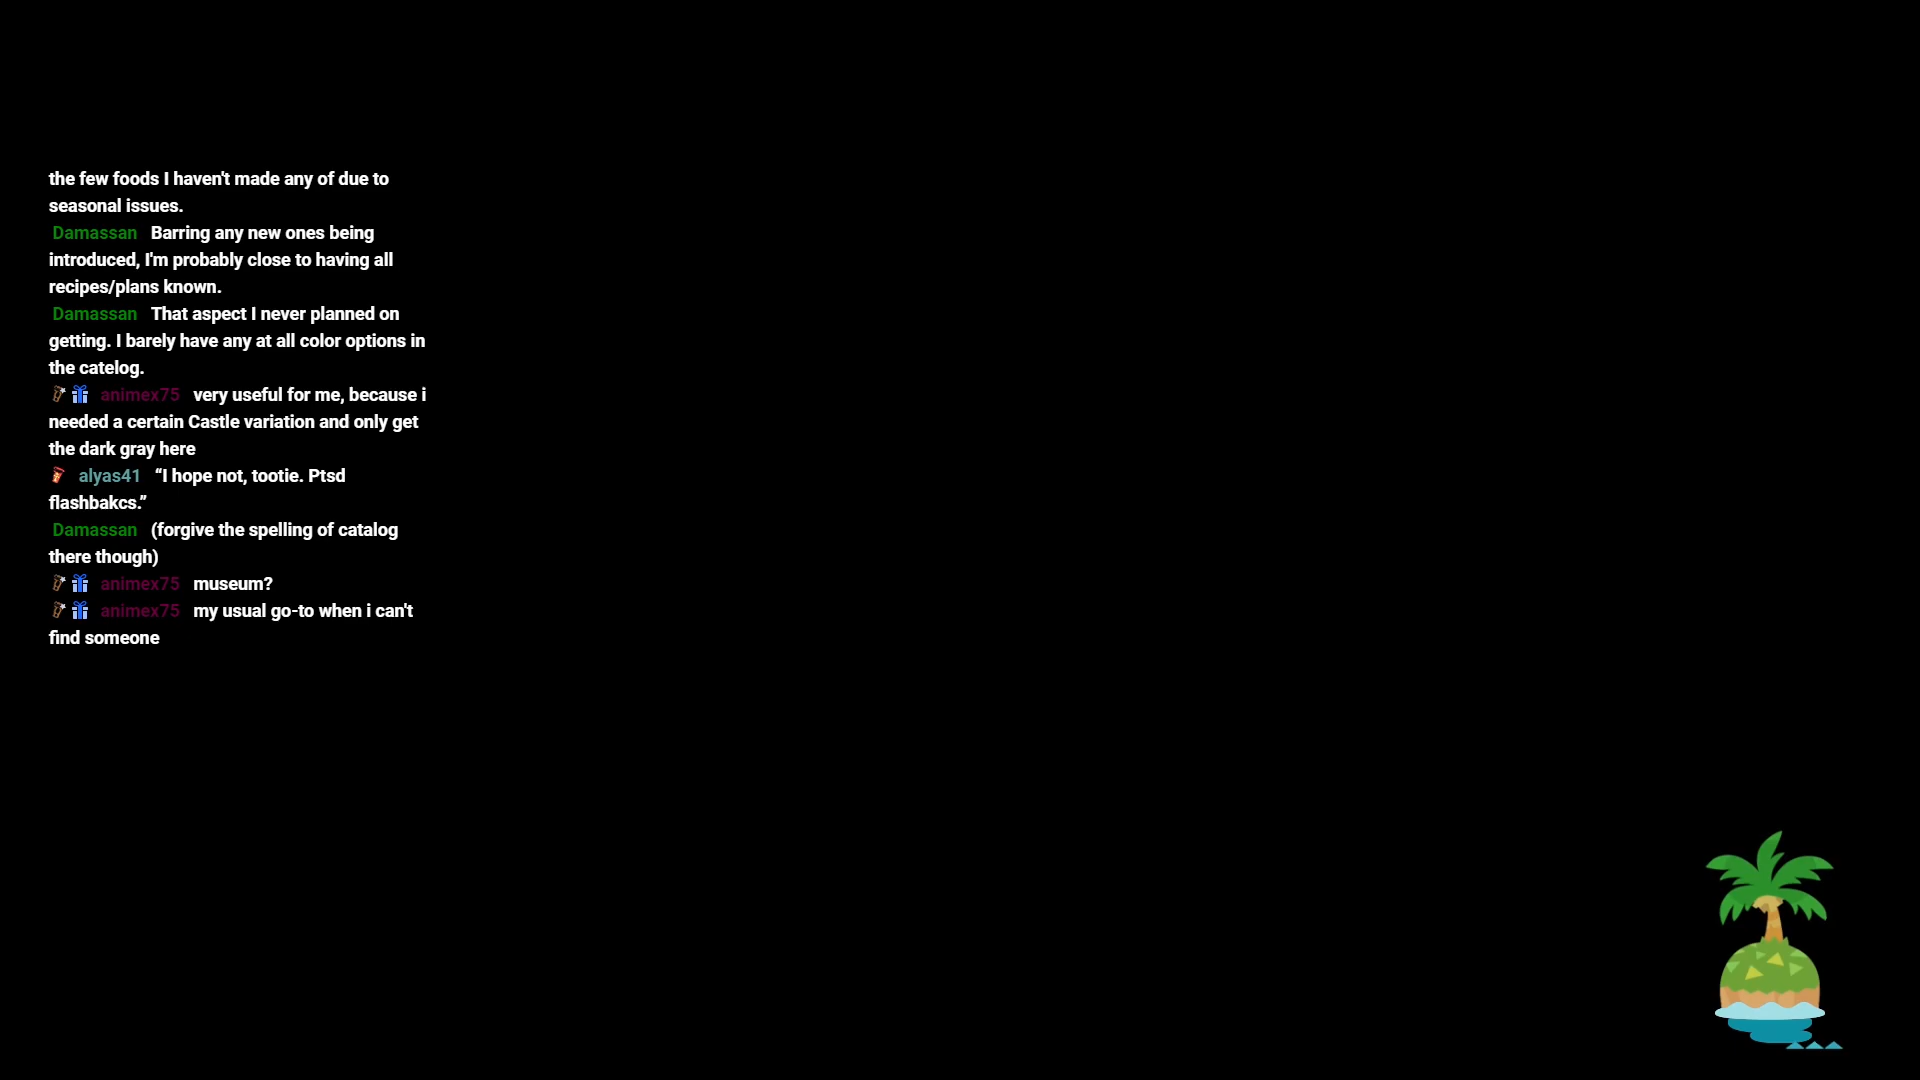 the few foods I haven't made any of due to
seasonal issues.
Damassan Barring any new ones being
introduced, I'm probably close to having all
recipes/plans known.
Damassan That aspect I never planned on
getting. I barely have any at all color options in
the catelog.
animex75 very useful for me, because i
needed a certain Castle variation and only get
the dark gray here
alyas41 “I hope not, tootie. Ptsd
flashbakcs.”
Damassan (forgive the spelling of catalog
there though)
animex75 museum?
animex75 my usual go-to when i can't
find someone